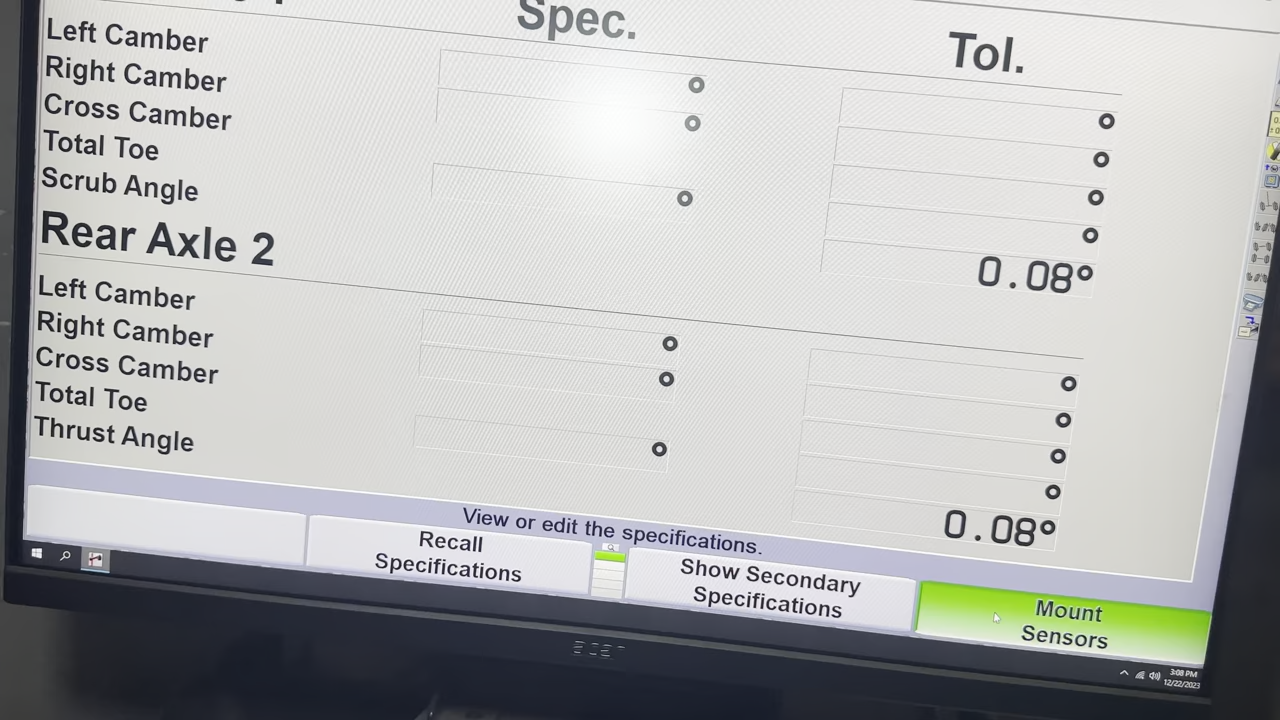 Spec.
Tol.
Left Camber
Right Camber
Cross Camber
Total Toe
Scrub Angle
0.08°
Rear Axle 2
Left Camber
Right Camber
Cross Camber
Total Toe
Thrust Angle
0.08°
View or edit the specifications.
Recall
Specifications
Show Secondary
Specifications
Mount
Sensors
acer
3:08 PM
12/22/2023